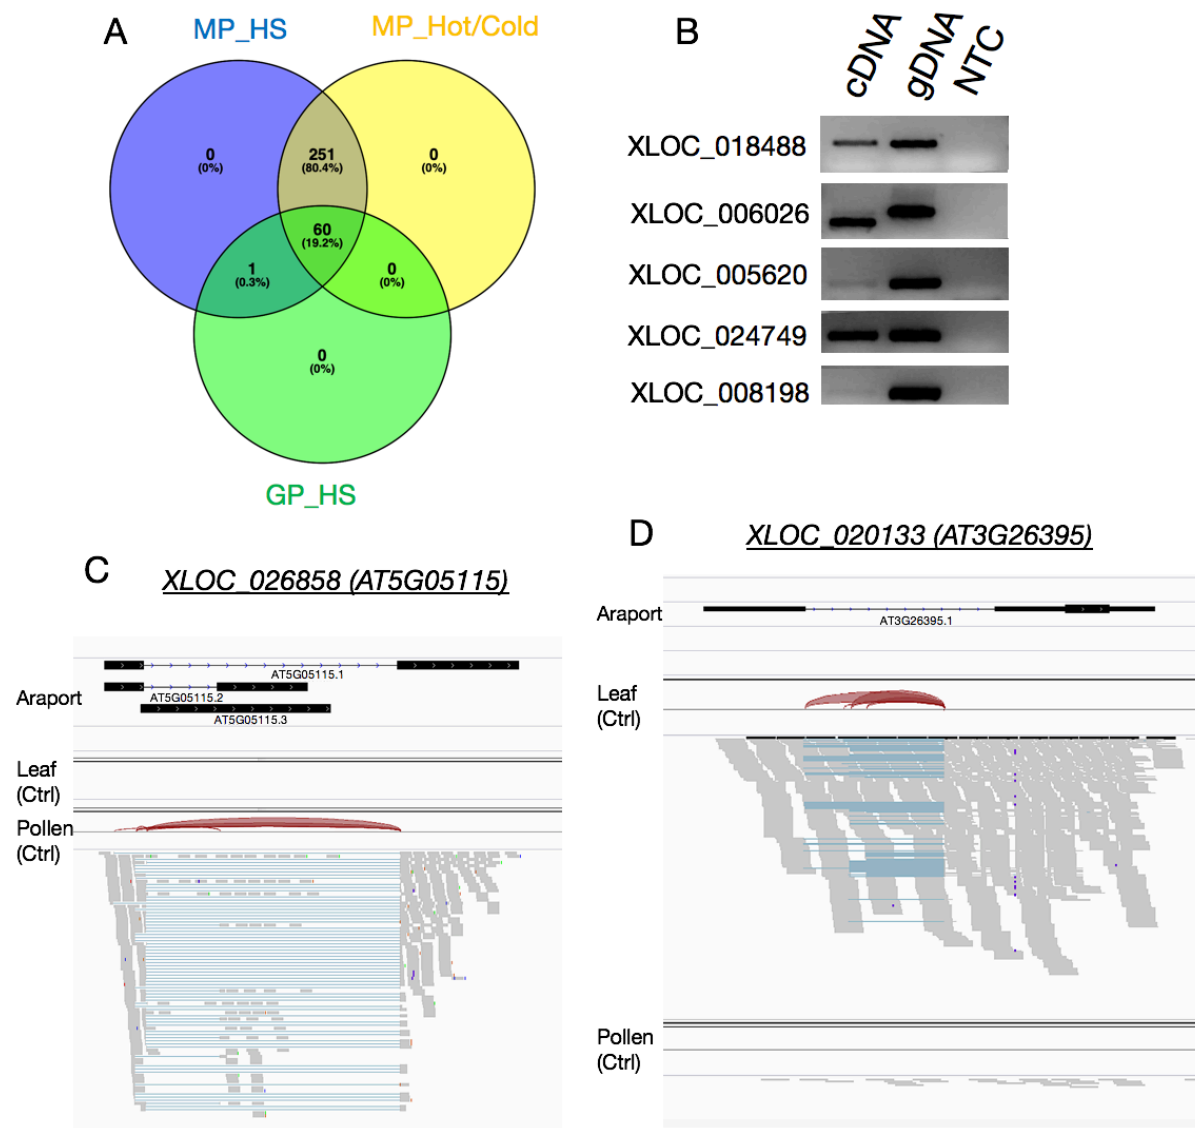 A
MP_HS
MP_Hot/Cold
0
(0%)
251
(80.4%)
0
(0%)
60
(19.2%)
1
(0.3%)
0
(0%)
0
(0%)
GP_HS
B
cDNA
gDNA
NTC
XLOC_018488
XLOC_006026
XLOC_005620
XLOC_024749
XLOC_008198
C
XLOC_026858 (AT5G05115)
Araport
AT5G05115.1
AT5G05115.2
AT5G05115.3
Leaf
(Ctrl)
Pollen
(Ctrl)
D
XLOC_020133 (AT3G26395)
Araport
AT3G26395.1
Leaf
(Ctrl)
Pollen
(Ctrl)